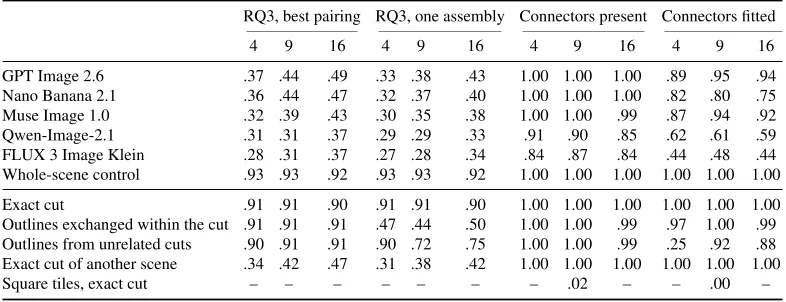 RQ3, best pairing RQ3, one assembly Connectors present Connectors fitted
4 9 16 4 9 16 4 9 16 4 9 16
GPT Image 2.6 .37 .44 .49 .33 .38 .43 1.00 1.00 1.00 .89 .95 .94
Nano Banana 2.1 .36 .44 .47 .32 .37 .40 1.00 1.00 1.00 .82 .80 .75
Muse Image 1.0 .32 .39 .43 .30 .35 .38 1.00 1.00 .99 .87 .94 .92
Qwen-Image-2.1 .31 .31 .37 .29 .29 .33 .91 .90 .85 .62 .61 .59
FLUX 3 Image Klein .28 .31 .37 .27 .28 .34 .84 .87 .84 .44 .48 .44
Whole-scene control .93 .93 .92 .93 .93 .92 1.00 1.00 1.00 1.00 1.00 1.00
Exact cut .91 .91 .90 .91 .91 .90 1.00 1.00 1.00 1.00 1.00 1.00
Outlines exchanged within the cut .91 .91 .91 .47 .44 .50 1.00 1.00 .99 .97 1.00 .99
Outlines from unrelated cuts .90 .91 .91 .90 .72 .75 1.00 1.00 .99 .25 .92 .88
Exact cut of another scene .34 .42 .47 .31 .38 .42 1.00 1.00 1.00 1.00 1.00 1.00
Square tiles, exact cut – – – – – – – .02 – – .00 –